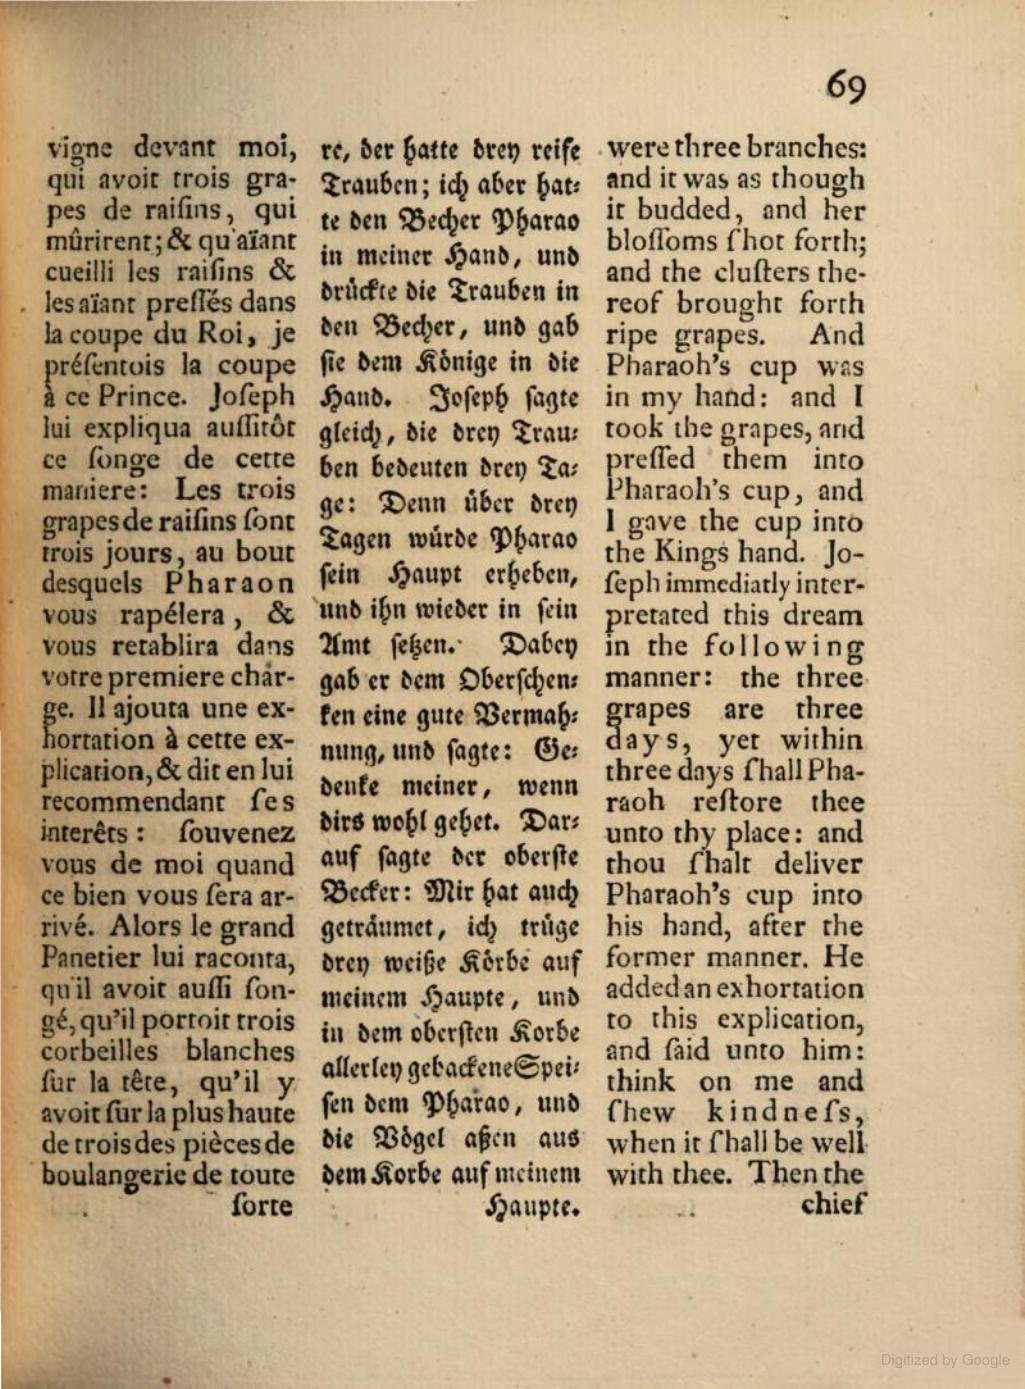 69
vigne devant moi,
qui avoit trois gra-
pes de raiſins, qui
mûrirent; & qu'aïant
cueilli les raiſins &
les aïant preſſés dans
la coupe du Roi, je
préſentois la coupe
à ce Prince. Joſeph
lui expliqua auſſitôt
ce ſonge de cette
maniere: Les trois
grapes de raiſins ſont
trois jours, au bout
desquels Pharaon
vous rapélera, &
vous retablira dans
votre premiere char-
ge. Il ajouta une ex-
hortation à cette ex-
plication, & dit en lui
recommendant ſes
interêts: ſouvenez
vous de moi quand
ce bien vous ſera ar-
rivé. Alors le grand
Panetier lui raconta,
qu'il avoit auſſi ſon-
gé, qu'il portoit trois
corbeilles blanches
ſur la tête, qu'il y
avoit ſur la plus haute
de trois des pièces de
boulangerie de toute
ſorte
re, der hatte drey reife
Trauben; ich aber hat-
te den Becher Pharao
in meiner Hand, und
drückte die Trauben in
den Becher, und gab
ſie dem Könige in die
Hand. Joſeph ſagte
gleich, die drey Trau-
ben bedeuten drey Ta-
ge: Denn über drey
Tagen würde Pharao
ſein Haupt erheben,
und ihn wieder in ſein
Amt ſetzen. Dabey
gab er dem Oberſchen-
ken eine gute Vermah-
nung, und ſagte: Ge-
denke meiner, wenn
dirs wohl gehet. Dar-
auf ſagte der oberſte
Becker: Mir hat auch
geträumet, ich trüge
drey weiße Körbe auf
meinem Haupte, und
in dem oberſten Korbe
allerley gebackene Spei-
ſen dem Pharao, und
die Vögel aßen aus
dem Korbe auf meinem
Haupte.
were three branches:
and it was as though
it budded, and her
bloſſoms ſhot forth;
and the cluſters the-
reof brought forth
ripe grapes. And
Pharaoh's cup was
in my hand: and I
took the grapes, and
preſſed them into
Pharaoh's cup, and
I gave the cup into
the Kings hand. Jo-
ſeph immediatly inter-
pretated this dream
in the following
manner: the three
grapes are three
days, yet within
three days ſhall Pha-
raoh reſtore thee
unto thy place: and
thou ſhalt deliver
Pharaoh's cup into
his hand, after the
former manner. He
added an exhortation
to this explication,
and ſaid unto him:
think on me and
ſhew kindneſs,
when it ſhall be well
with thee. Then the
chief
Digitized by Google